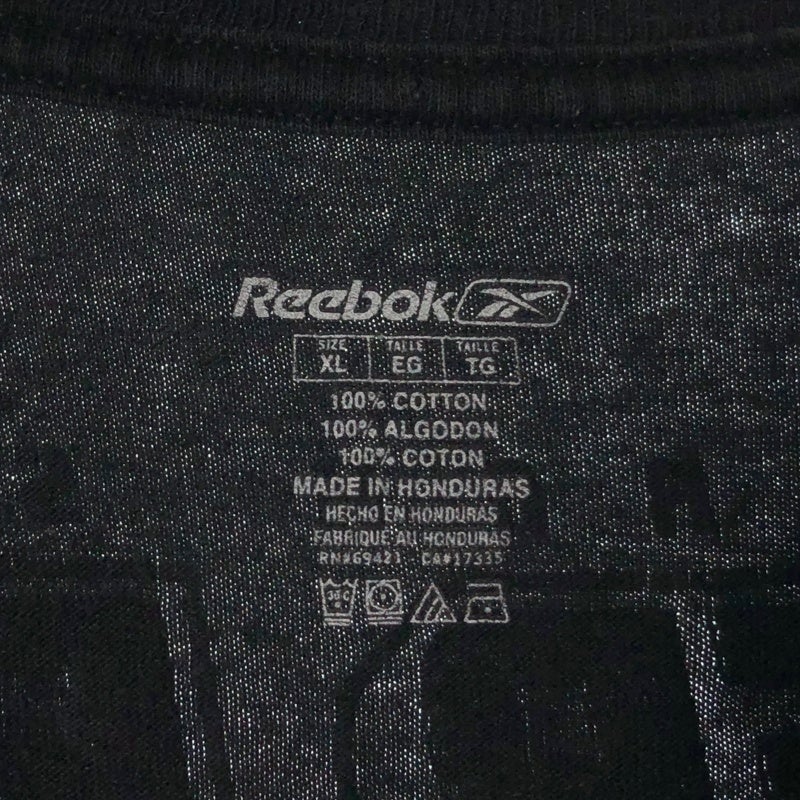 Reebok
SIZE TALLE TAILLE
XL EG TG
100% COTTON
100% ALGODON
100% COTON
MADE IN HONDURAS
HECHO EN HONDURAS
FABRIQUE AU HONDURAS
RN#69421 CA#17335